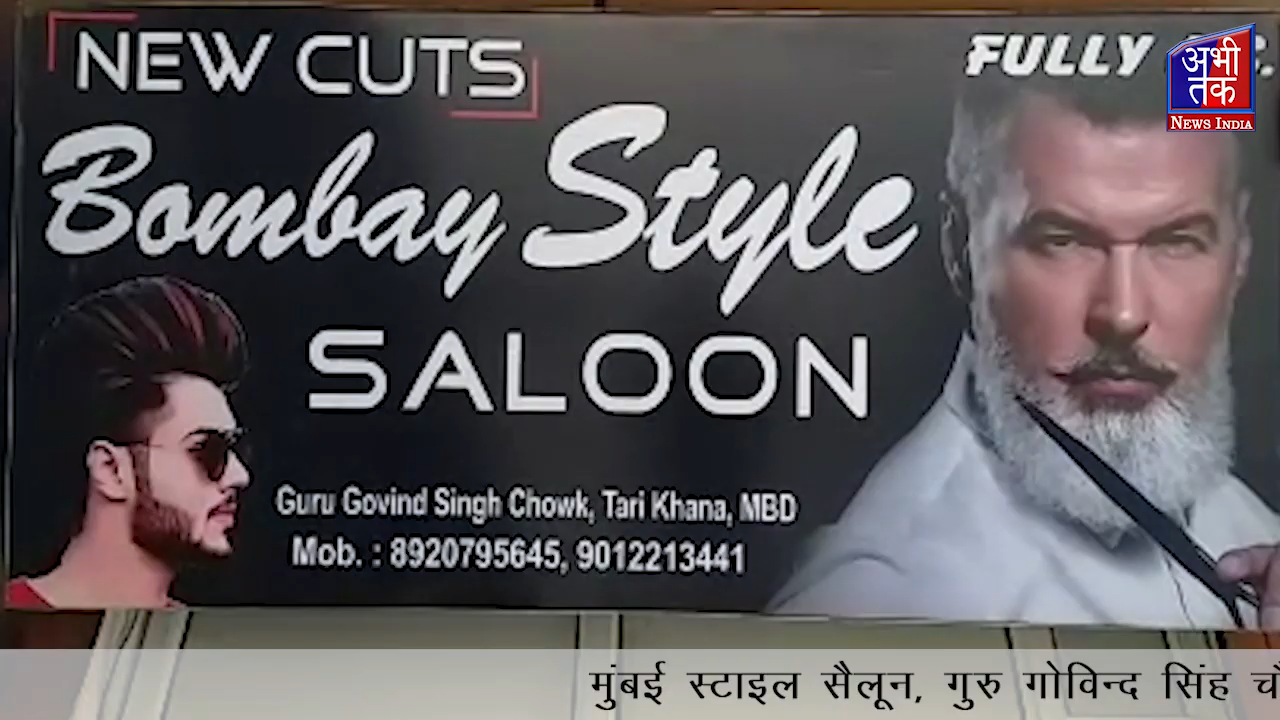 NEW CUTS
FULLY
अभी
तक
NEWS INDIA
Bombay Style
SALOON
Guru Govind Singh Chowk, Tari Khana, MBD
Mob. : 8920795645, 9012213441
मुंबई स्टाइल सैलून, गुरु गोविन्द सिंह